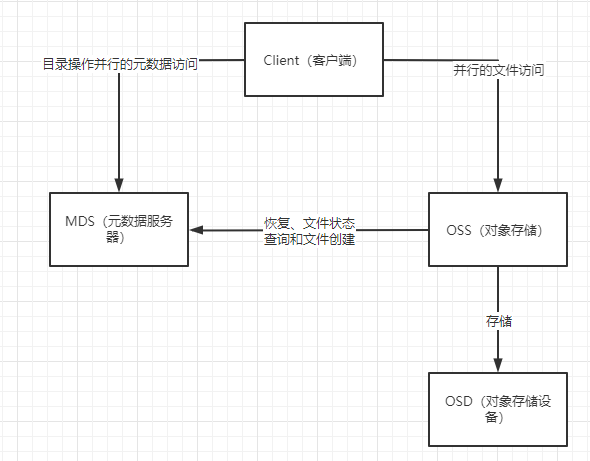 Client（客户端）
目录操作并行的元数据访问
并行的文件访问
MDS（元数据服务
器）
恢复、文件状态
查询和文件创建
OSS（对象存储）
存储
OSD（对象存储设
备）